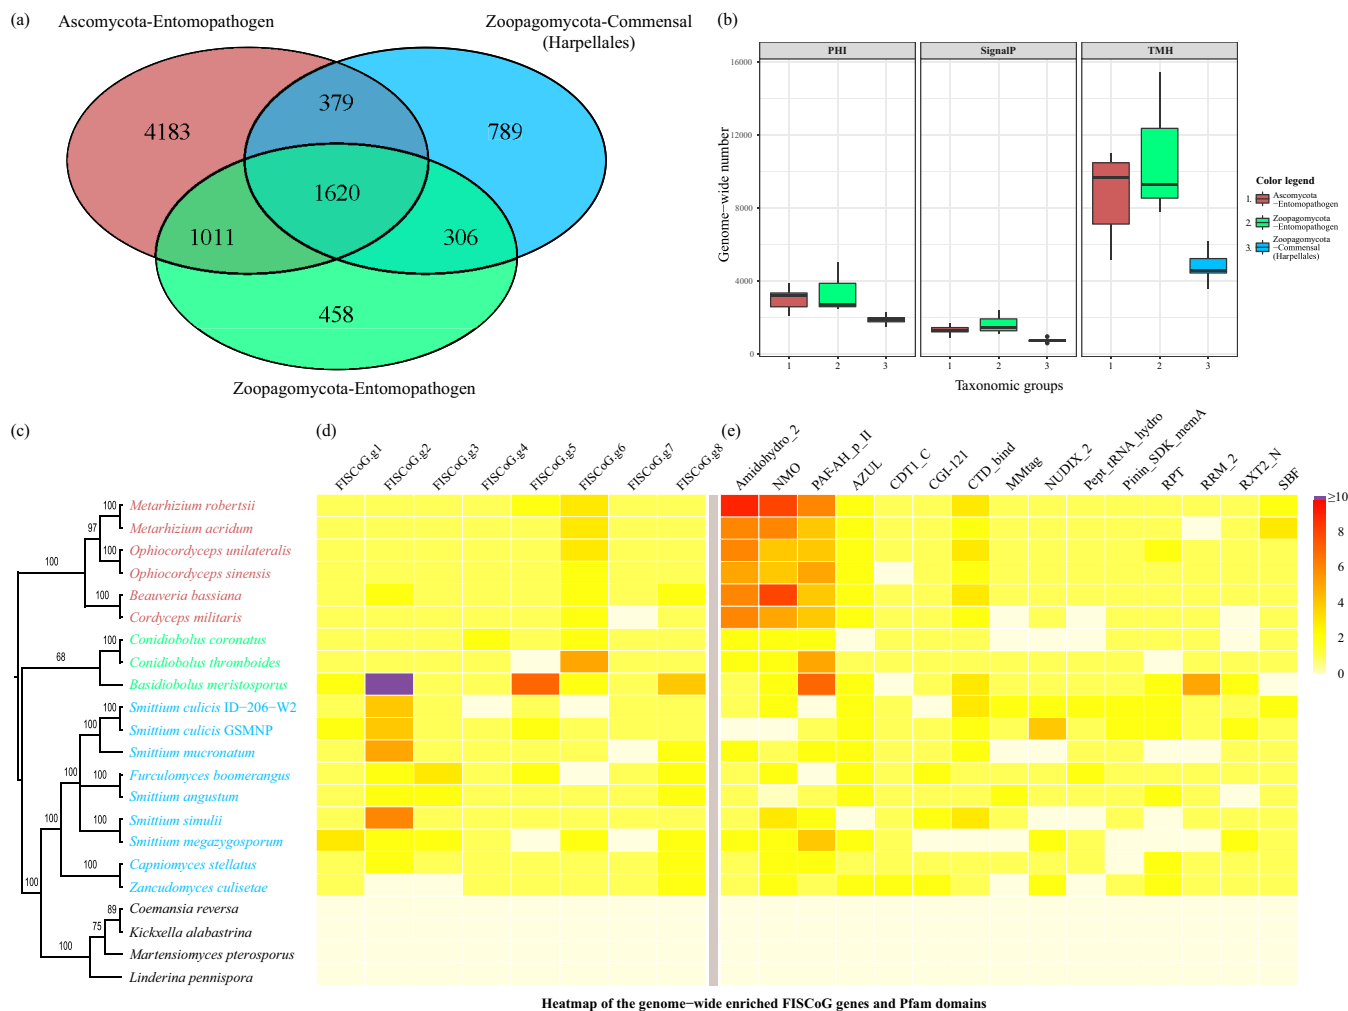 (a)
Ascomycota-Entomopathogen
Zoopagomycota-Commensal
(Harpellales)
4183
379
789
1620
1011
306
458
Zoopagomycota-Entomopathogen
(b)
PHI
SignalP
TMH
Genome−wide number
16000
12000
8000
4000
0
1 2 3
1 2 3
1 2 3
Taxonomic groups
Color legend
1. Ascomycota
−Entomopathogen
2. Zoopagomycota
−Entomopathogen
3. Zoopagomycota
−Commensal
(Harpellales)
(c)
100
97
100
100
100
100
68
100
100
100
100
100
100
100
89
75
100
Metarhizium robertsii
Metarhizium acridum
Ophiocordyceps unilateralis
Ophiocordyceps sinensis
Beauveria bassiana
Cordyceps militaris
Conidiobolus coronatus
Conidiobolus thromboides
Basidiobolus meristosporus
Smittium culicis ID−206−W2
Smittium culicis GSMNP
Smittium mucronatum
Furculomyces boomerangus
Smittium angustum
Smittium simulii
Smittium megazygosporum
Capniomyces stellatus
Zancudomyces culisetae
Coemansia reversa
Kickxella alabastrina
Martensiomyces pterosporus
Linderina pennispora
(d)
FISCoG.g1
FISCoG.g2
FISCoG.g3
FISCoG.g4
FISCoG.g5
FISCoG.g6
FISCoG.g7
FISCoG.g8
(e)
Amidohydro_2
NMO
PAF-AH_p_II
AZUL
CDT1_C
CGI-121
CTD_bind
MMtag
NUDIX_2
Pept_tRNA_hydro
Pinin_SDK_memA
RPT
RRM_2
RXT2_N
SBF
≥10
8
6
4
2
0
Heatmap of the genome−wide enriched FISCoG genes and Pfam domains